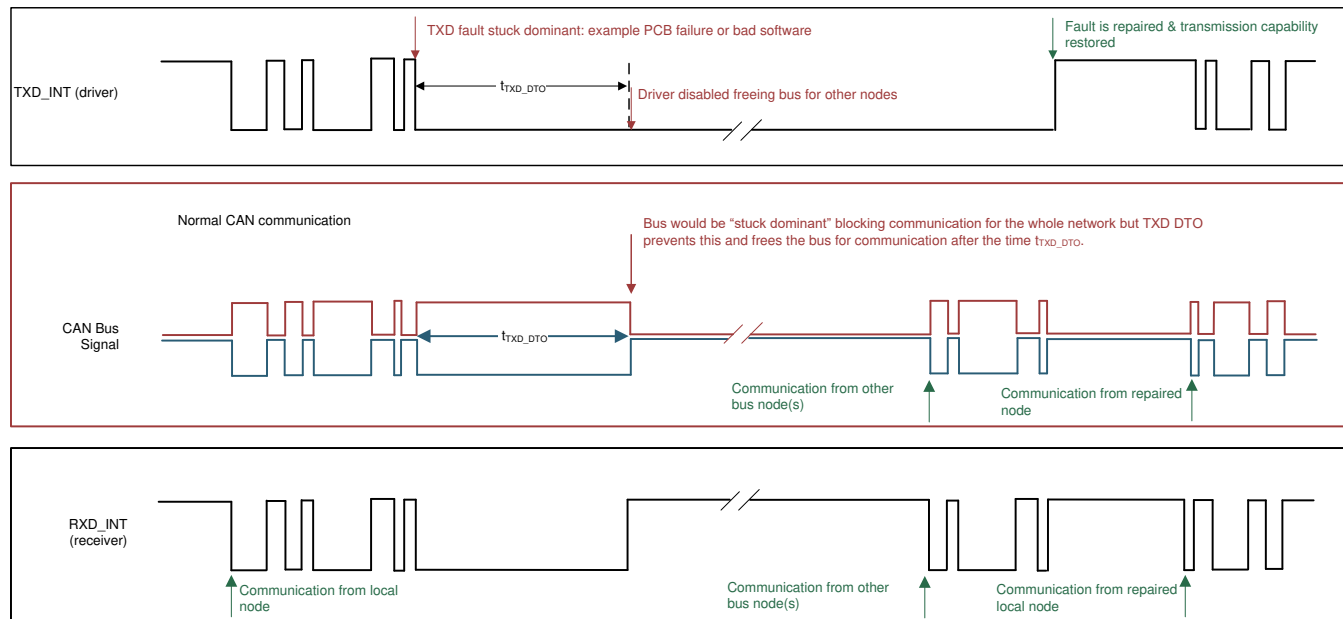 TXD fault stuck dominant: example PCB failure or bad software
Fault is repaired & transmission capability
restored
TXD_INT (driver)
tTXD_DTO
Driver disabled freeing bus for other nodes
Normal CAN communication
Bus would be “stuck dominant” blocking communication for the whole network but TXD DTO
prevents this and frees the bus for communication after the time tTXD_DTO.
CAN Bus
Signal
tTXD_DTO
Communication from other
bus node(s)
Communication from repaired
node
RXD_INT
(receiver)
Communication from local
node
Communication from other
bus node(s)
Communication from repaired
local node